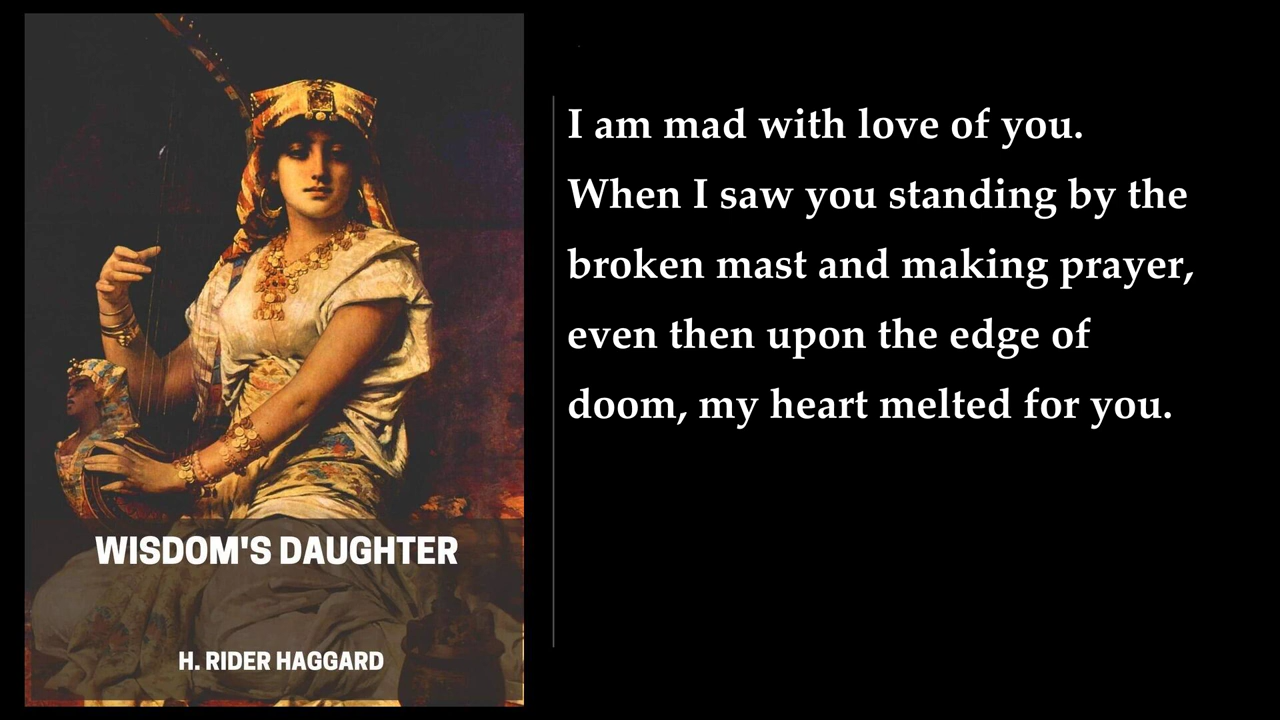 WISDOM'S DAUGHTER
H. RIDER HAGGARD
I am mad with love of you.
When I saw you standing by the
broken mast and making prayer,
even then upon the edge of
doom, my heart melted for you.